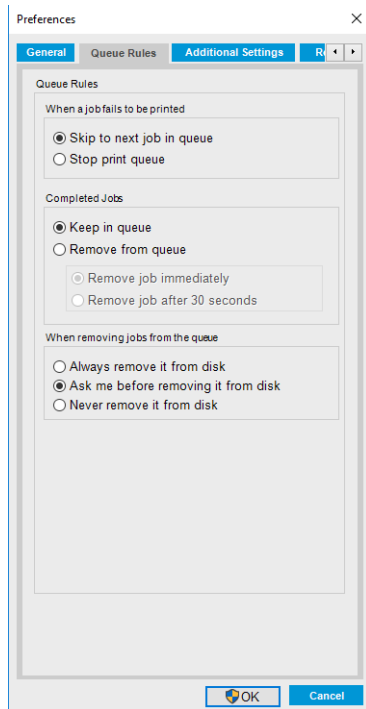 Preferences
General Queue Rules Additional Settings
Queue Rules
When a job fails to be printed
Skip to next job in queue
Stop print queue
Completed Jobs
Keep in queue
Remove from queue
Remove job immediately
Remove job after 30 seconds
When removing jobs from the queue
Always remove it from disk
Ask me before removing it from disk
Never remove it from disk
OK Cancel